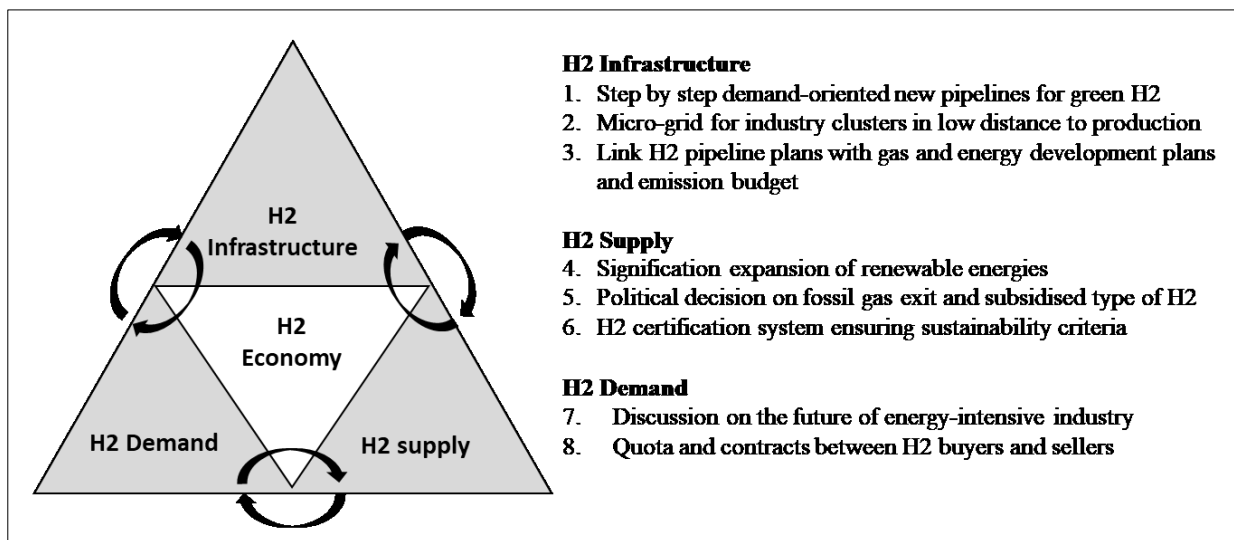 H2
Infrastructure
H2
Economy
H2 Demand
H2 supply
H2 Infrastructure
1. Step by step demand-oriented new pipelines for green H2
2. Micro-grid for industry clusters in low distance to production
3. Link H2 pipeline plans with gas and energy development plans
and emission budget
H2 Supply
4. Signification expansion of renewable energies
5. Political decision on fossil gas exit and subsidised type of H2
6. H2 certification system ensuring sustainability criteria
H2 Demand
7. Discussion on the future of energy-intensive industry
8. Quota and contracts between H2 buyers and sellers